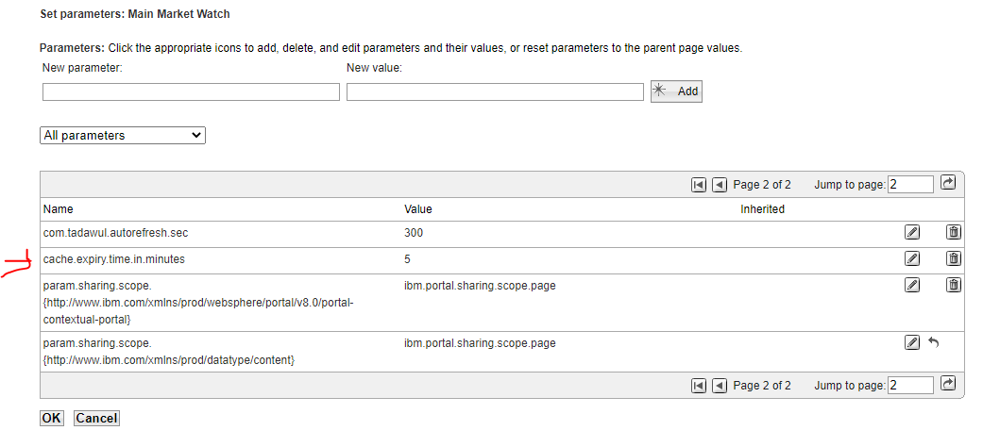 Set parameters: Main Market Watch
Parameters: Click the appropriate icons to add, delete, and edit parameters and their values, or reset parameters to the parent page values.
New parameter: New value:
Add
All parameters
Page 2 of 2 Jump to page: 2
Name Value Inherited
com.tadawul.autorefresh.sec 300
cache.expiry.time.in.minutes 5
param.sharing.scope. ibm.portal.sharing.scope.page
{http://www.ibm.com/xmlns/prod/websphere/portal/v8.0/portal-
contextual-portal}
param.sharing.scope. ibm.portal.sharing.scope.page
{http://www.ibm.com/xmlns/prod/datatype/content}
Page 2 of 2 Jump to page: 2
OK Cancel